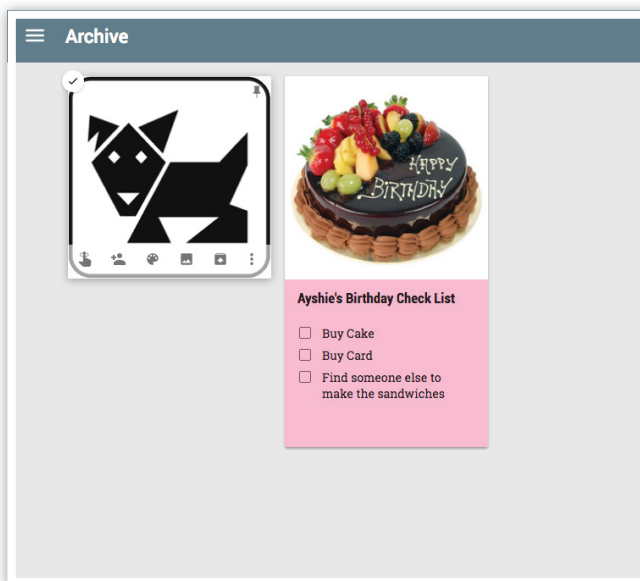 Archive
HAPPY
BIRTHDAY
Ayshie's Birthday Check List
Buy Cake
Buy Card
Find someone else to
make the sandwiches